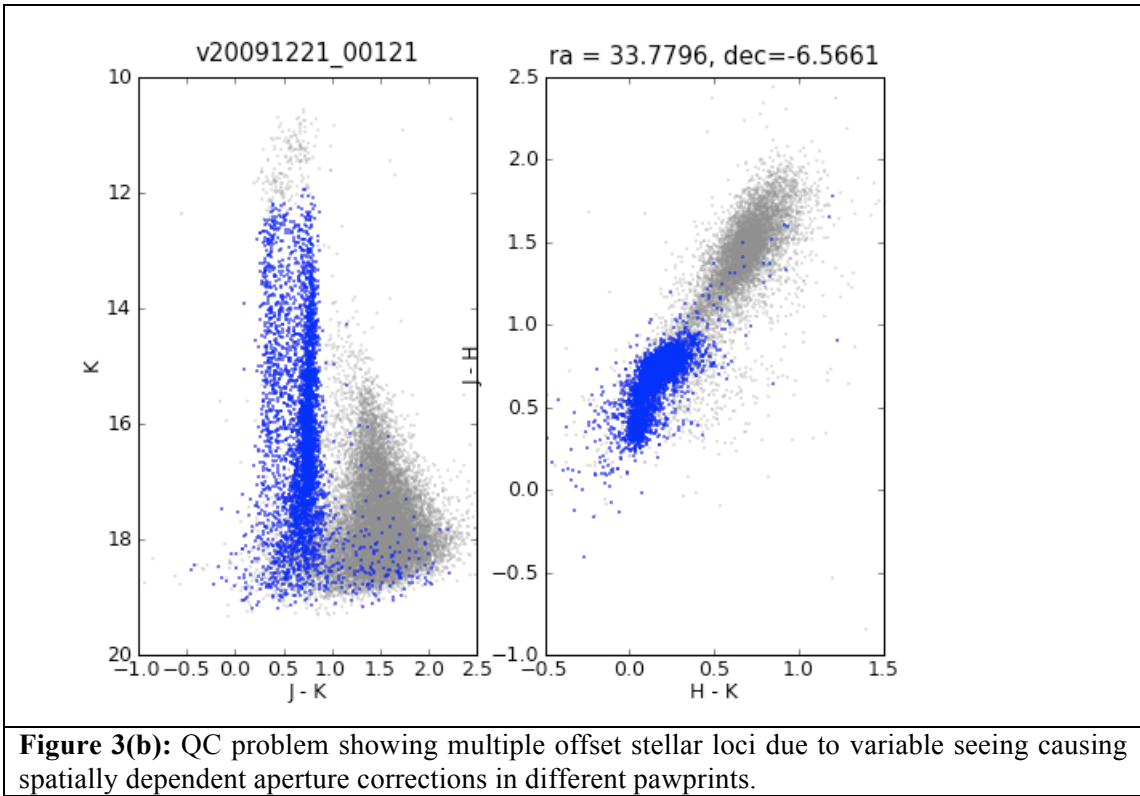 v20091221_00121
10
12
14
16
18
20
K
−1.0 −0.5 0.0 0.5 1.0 1.5 2.0 2.5
J - K
ra = 33.7796, dec=-6.5661
2.5
2.0
1.5
1.0
0.5
0.0
−0.5
−1.0
J - H
−0.5 0.0 0.5 1.0 1.5
H - K
Figure 3(b): QC problem showing multiple offset stellar loci due to variable seeing causing
spatially dependent aperture corrections in different pawprints.